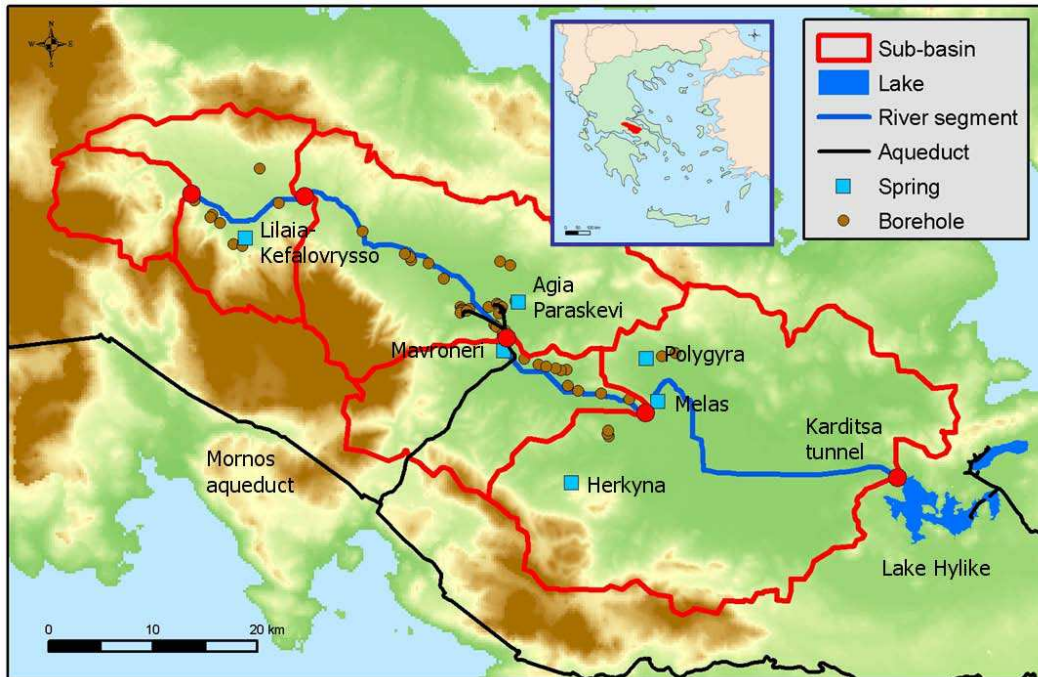 N
W
E
S
Sub-basin
Lake
River segment
Aqueduct
Spring
Borehole
Lilaia-
Kefalovrysso
Agia
Paraskevi
Mavroneri
Polygyra
Melas
Karditsa
tunnel
Mornos
aqueduct
Herkyna
Lake Hylike
0 10 20 km